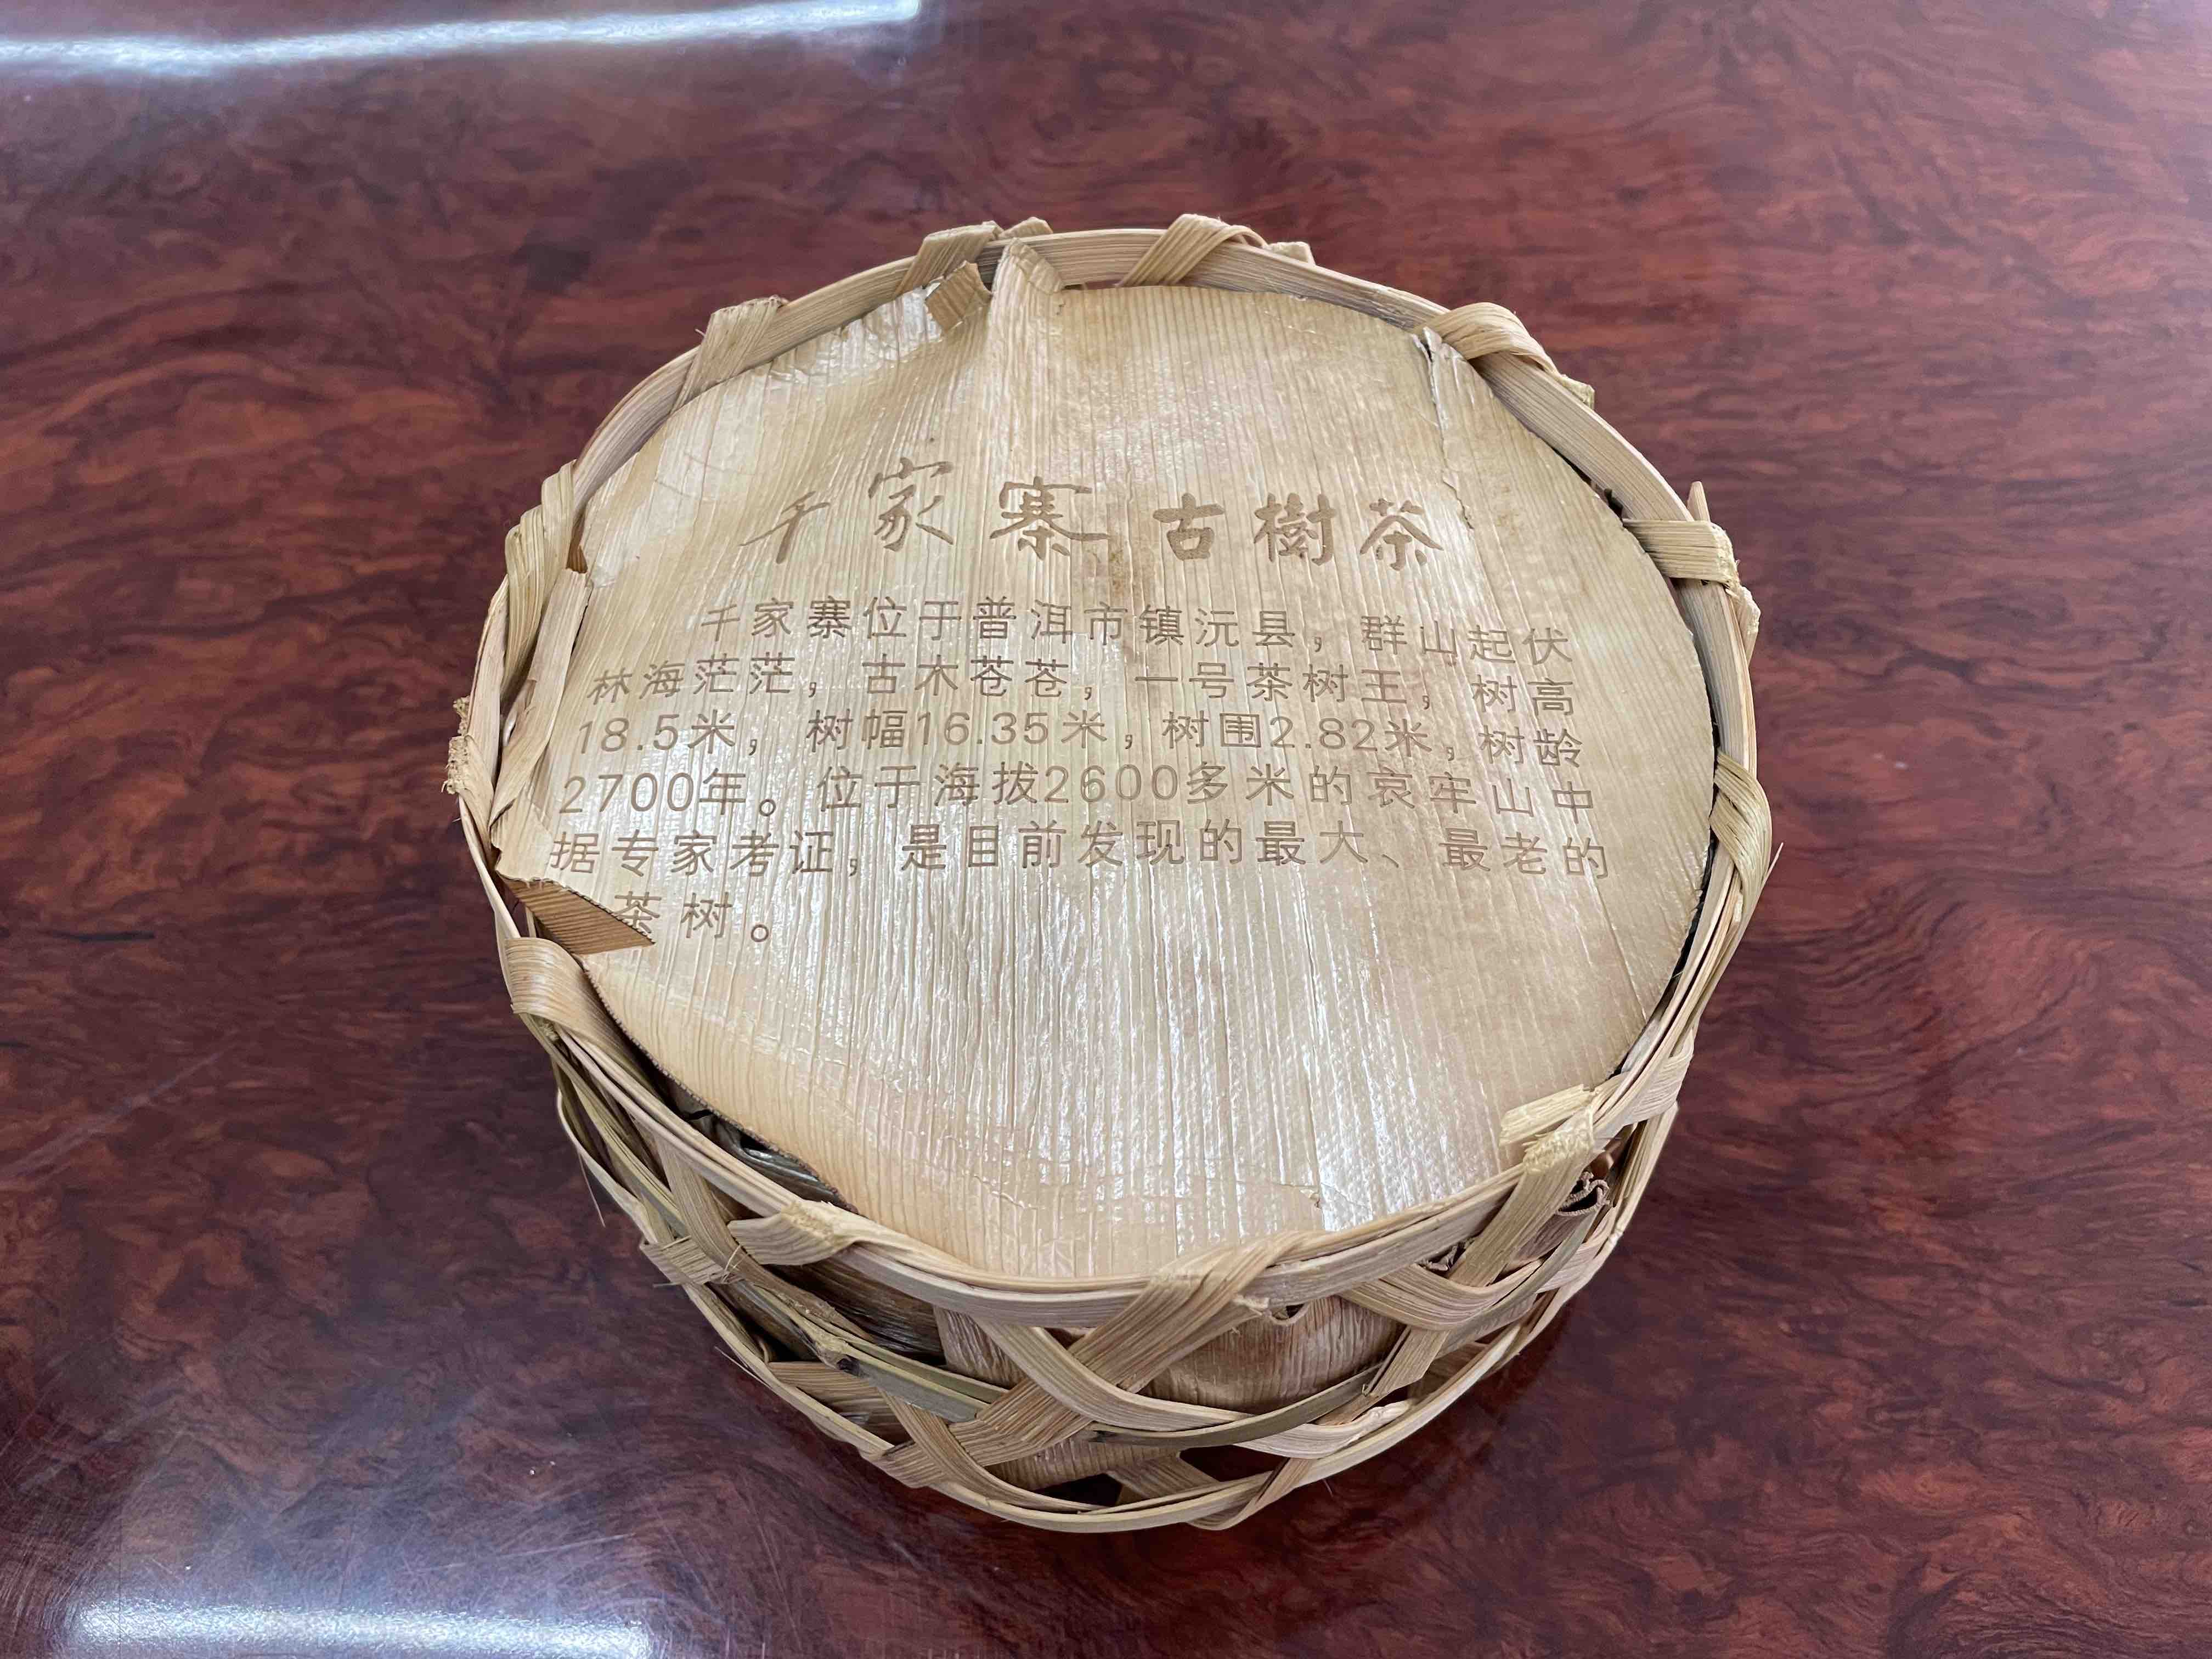 千家寨古樹茶
千家寨位于普洱市镇沅县，群山起伏
林海茫茫，古木苍苍，一号茶树王，树高
18.5米，树幅16.35米，树围2.82米，树龄
2700年。位于海拔2600多米的哀牢山中
据专家考证，是目前发现的最大、最老的
茶树。